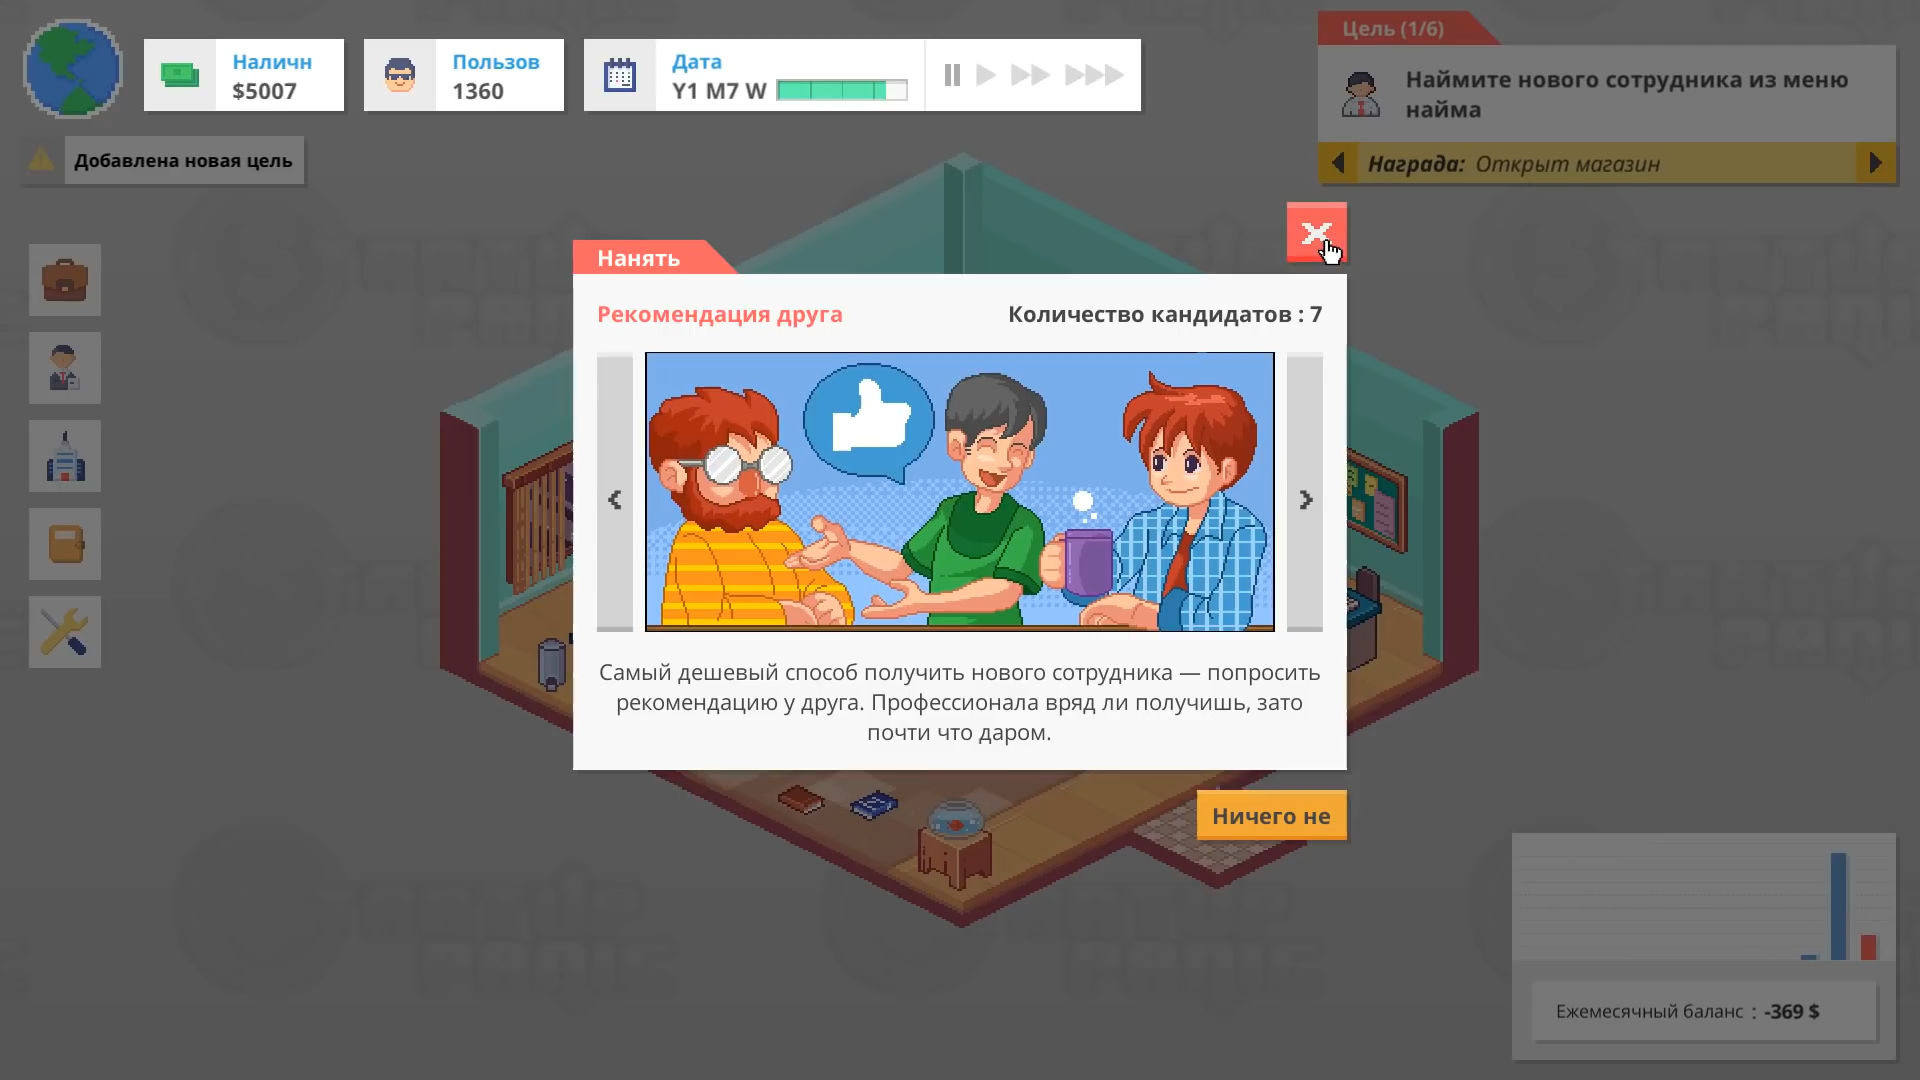 Наличн
$5007
Пользов
1360
Дата
Y1 M7 W
Цель (1/6)
Наймите нового сотрудника из меню
найма
Награда: Открыт магазин
Добавлена новая цель
Нанять
Рекомендация друга
Количество кандидатов : 7
Самый дешевый способ получить нового сотрудника — попросить
рекомендацию у друга. Профессионала вряд ли получишь, зато
почти что даром.
Ничего не
Ежемесячный баланс : -369 $